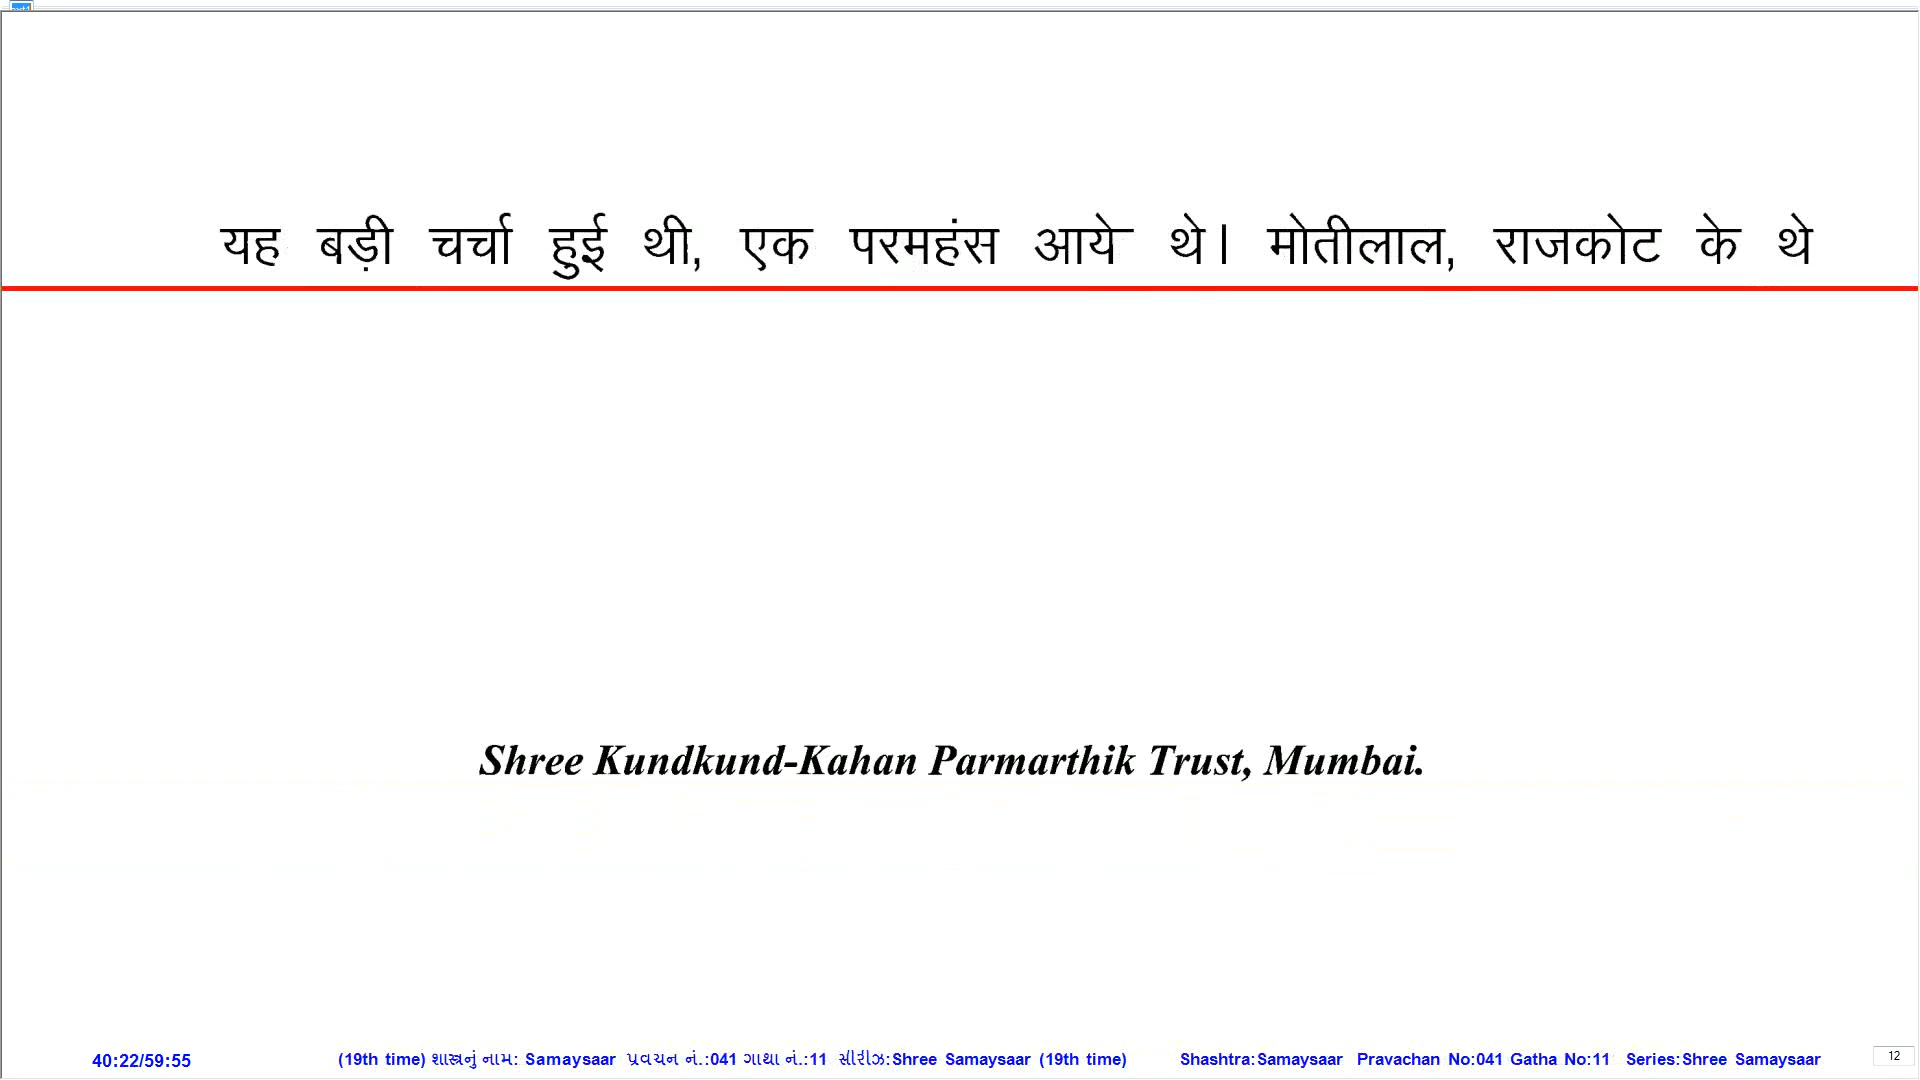 यह बड़ी चर्चा हुई थी, एक परमहंस आये थे। मोतीलाल, राजकोट के थे
Shree Kundkund-Kahan Parmarthik Trust, Mumbai.
40:22/59:55 (19th time) શાસ્ત્રનું નામ: Samaysaar પ્રવચન નં.:041 ગાથા નં.:11 સીરીઝ:Shree Samaysaar (19th time) Shashtra:Samaysaar Pravachan No:041 Gatha No:11 Series:Shree Samaysaar 12